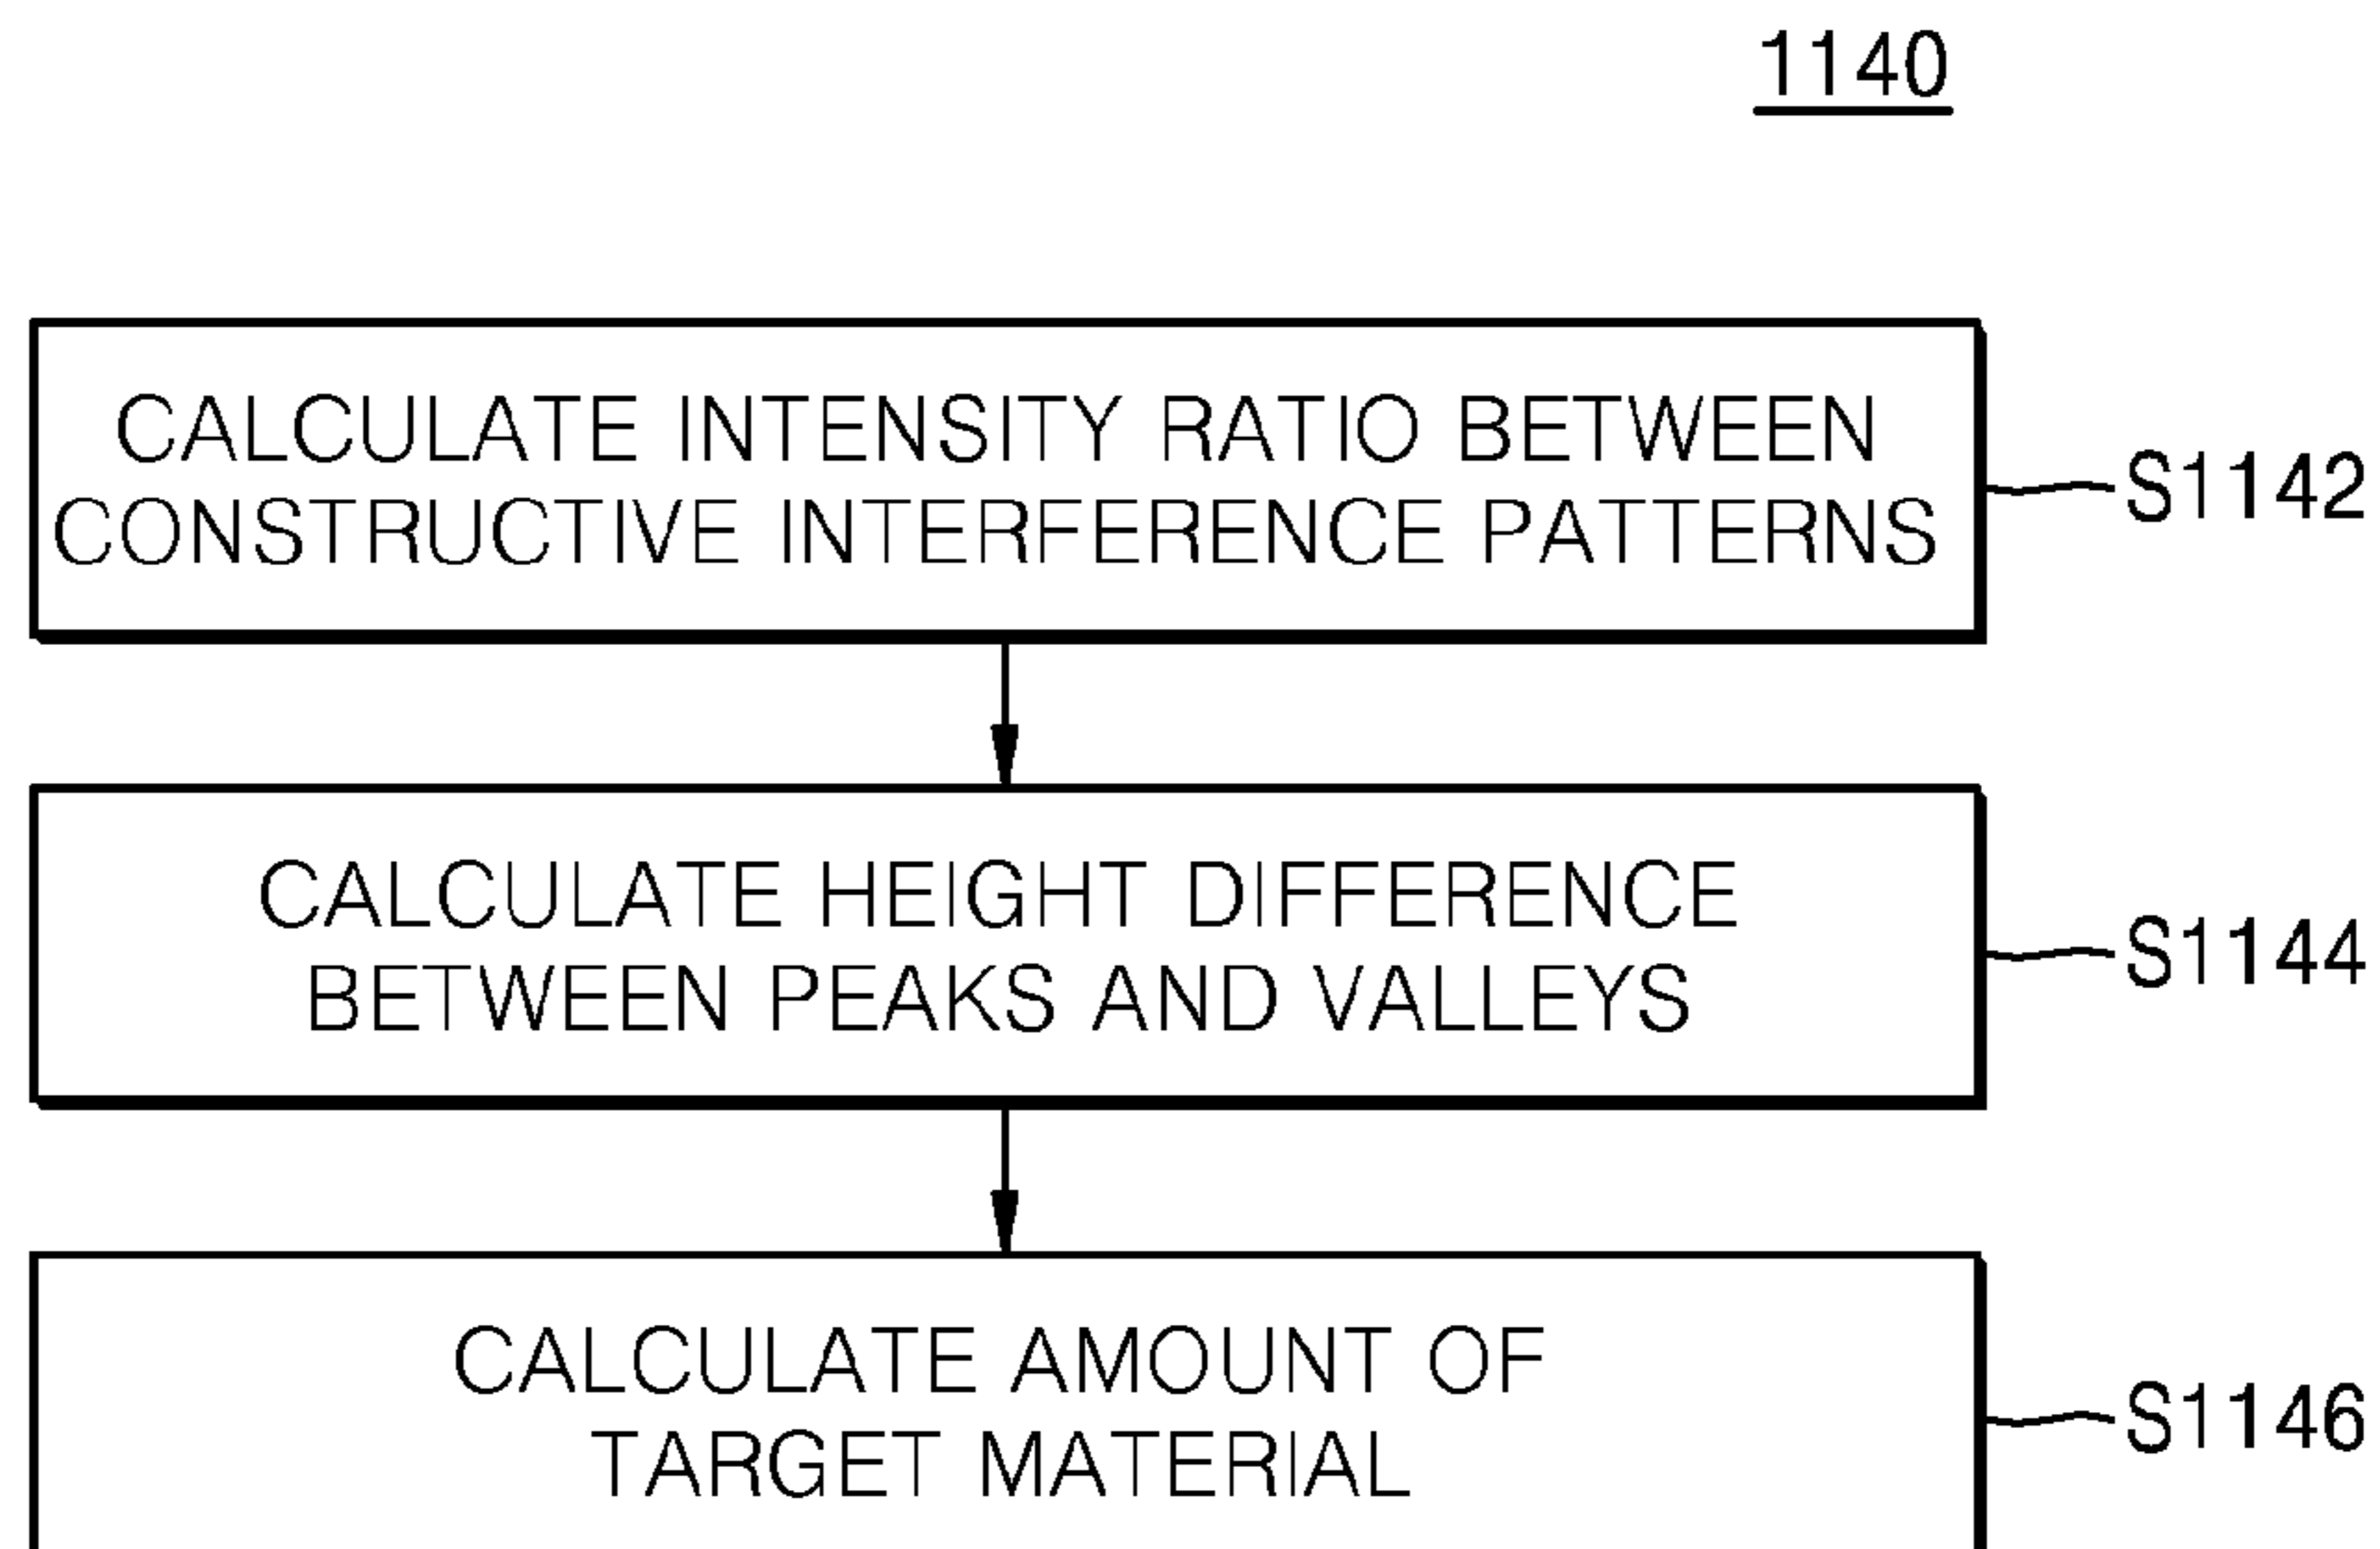 1140
CALCULATE INTENSITY RATIO BETWEEN
CONSTRUCTIVE INTERFERENCE PATTERNS
S1142
CALCULATE HEIGHT DIFFERENCE
BETWEEN PEAKS AND VALLEYS
S1144
CALCULATE AMOUNT OF
TARGET MATERIAL
S1146